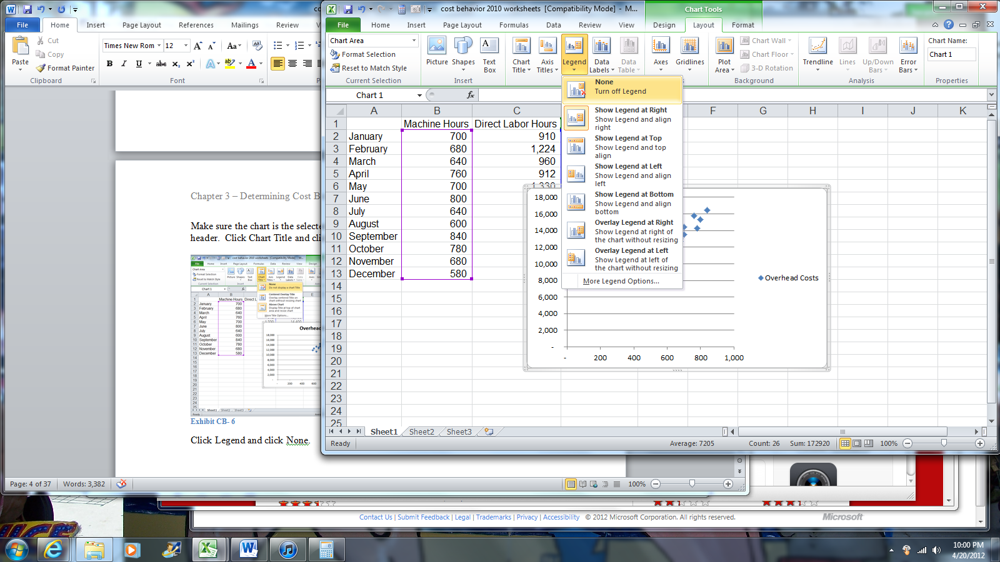 cost behavior 2010 worksheets [Compatibility Mode] - M...
Chart Tools
File Home Insert Page Layout References Mailings Review
File Home Insert Page Layout Formulas Data Review View Design Layout Format
Paste
Cut
Copy
Format Painter
Clipboard
Times New Rom 12
Font
Chart Area
Format Selection
Reset to Match Style
Current Selection
Picture Shapes Text Box
Insert
Chart Title Axis Titles Legend Data Labels Data Table
Axes Gridlines
Plot Area
Chart Wall
Chart Floor
3-D Rotation
Background
Trendline Lines Up/Down Bars Error Bars
Analysis
Chart Name:
Chart 1
Properties
Chart 1 fx
None
Turn off Legend
Show Legend at Right
Show Legend and align
right
Show Legend at Top
Show Legend and top
align
Show Legend at Left
Show Legend and align
left
Show Legend at Bottom
Show Legend and align
bottom
Overlay Legend at Right
Show Legend at right of
the chart without resizing
Overlay Legend at Left
Show Legend at left of
the chart without resizing
More Legend Options...
A B C F G H I J K
1 Machine Hours Direct Labor Hours
2 January 700 910
3 February 680 1,224
4 March 640 960
5 April 760 912
6 May 700 1,330
7 June 800
8 July 640
9 August 600
10 September 840
11 October 780
12 November 680
13 December 580
14
15
16
17
18
19
20
21
22
23
24
25
18,000
16,000
14,000
12,000
10,000
8,000
6,000
4,000
2,000
-
- 200 400 600 800 1,000
Overhead Costs
Sheet1 Sheet2 Sheet3
Ready Average: 7205 Count: 26 Sum: 172920 100%
Chapter 3 – Determining Cost B
Make sure the chart is the selecte
header. Click Chart Title and cli
Exhibit CB- 6
Click Legend and click None.
Page: 4 of 37 Words: 3,382 100%
Contact Us | Submit Feedback | Legal | Trademarks | Privacy | Accessibility © 2012 Microsoft Corporation. All rights reserved. Microsoft
10:00 PM
4/20/2012